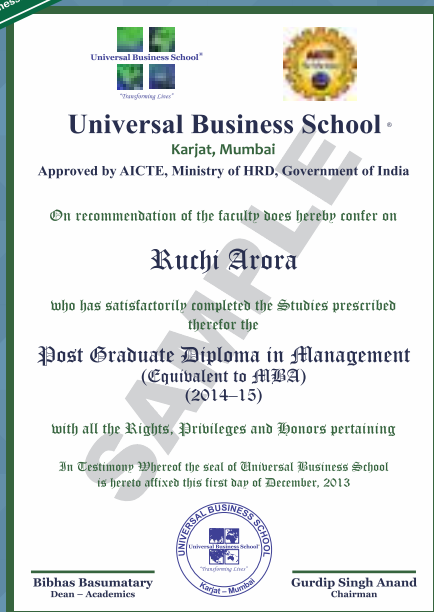 Universal Business School®
"Transforming Lives"
AICTE
Universal Business School ®
Karjat, Mumbai
Approved by AICTE, Ministry of HRD, Government of India
On recommendation of the faculty does hereby confer on
Ruchi Arora
who has satisfactorily completed the Studies prescribed
therefor the
Post Graduate Diploma in Management
(Equivalent to MBA)
(2014–15)
with all the Rights, Privileges and Honors pertaining
In Testimony Whereof the seal of Universal Business School
is hereto affixed this first day of December, 2013
SAMPLE
UNIVERSAL BUSINESS SCHOOL
Universal Business School
"Transforming Lives"
Karjat – Mumbai
Bibhas Basumatary
Dean – Academics
Gurdip Singh Anand
Chairman